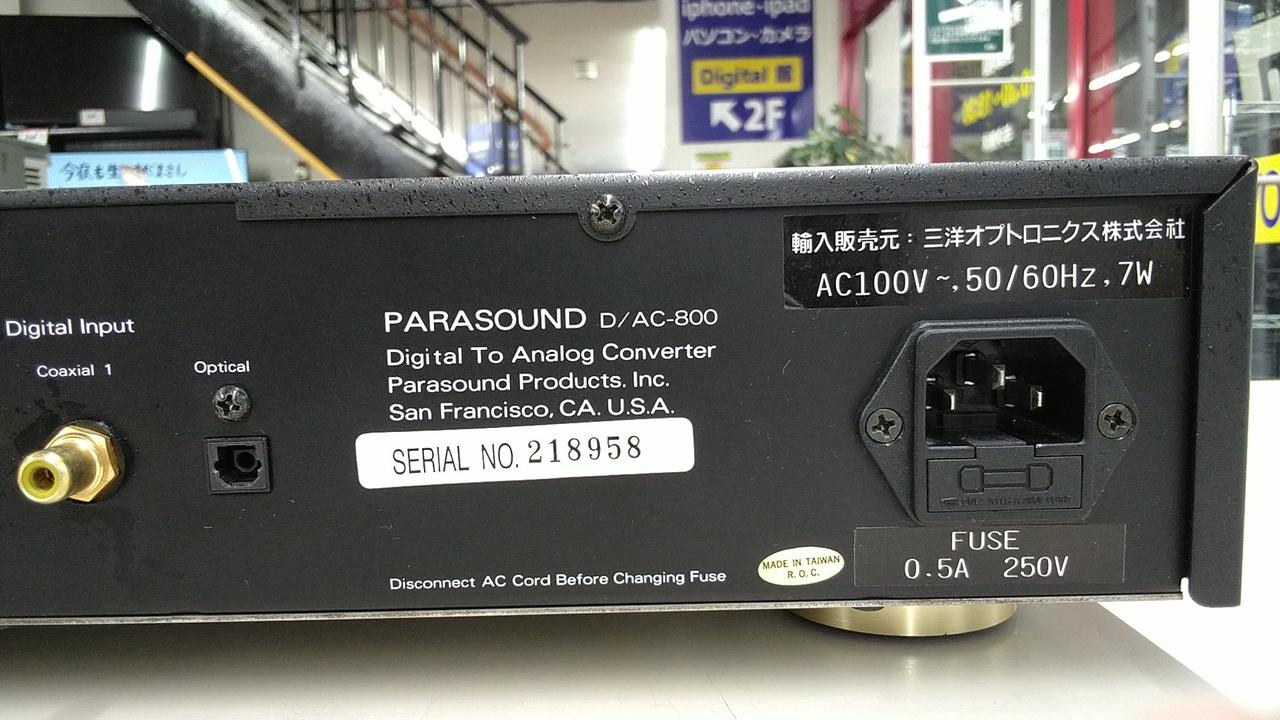 iphone・ipad
パソコン・カメラ
Digital 館
2F
輸入販売元：三洋オプトロニクス株式会社
AC100V～,50/60Hz,7W
Digital Input
Coaxial 1
Optical
PARASOUND D/AC-800
Digital To Analog Converter
Parasound Products. Inc.
San Francisco, CA. U.S.A.
SERIAL NO. 218958
Disconnect AC Cord Before Changing Fuse
MADE IN TAIWAN
R.O.C.
FUSE
0.5A 250V